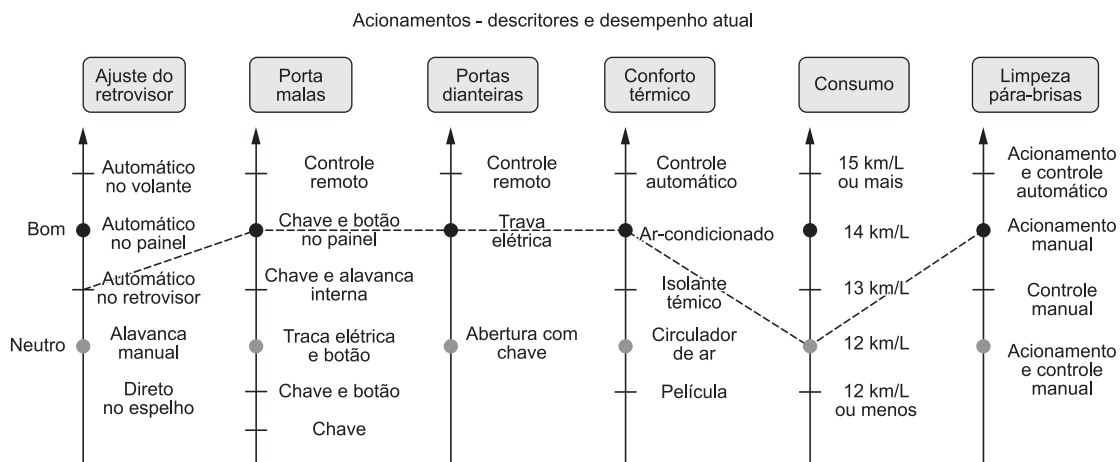 Acionamentos - descritores e desempenho atual
Ajuste do
retrovisor
Porta
malas
Portas
dianteiras
Conforto
térmico
Consumo
Limpeza
pára-brisas
Automático
no volante
Controle
remoto
Controle
remoto
Controle
automático
15 km/L
ou mais
Acionamento
e controle
automático
Bom
Automático
no painel
Chave e botão
no painel
Trava
elétrica
Ar-condicionado
14 km/L
Acionamento
manual
Automático
no retrovisor
Chave e alavanca
interna
Isolante
témico
13 km/L
Controle
manual
Neutro
Alavanca
manual
Traca elétrica
e botão
Abertura com
chave
Circulador
de ar
12 km/L
Acionamento
e controle
manual
Direto
no espelho
Chave e botão
Película
12 km/L
ou menos
Chave